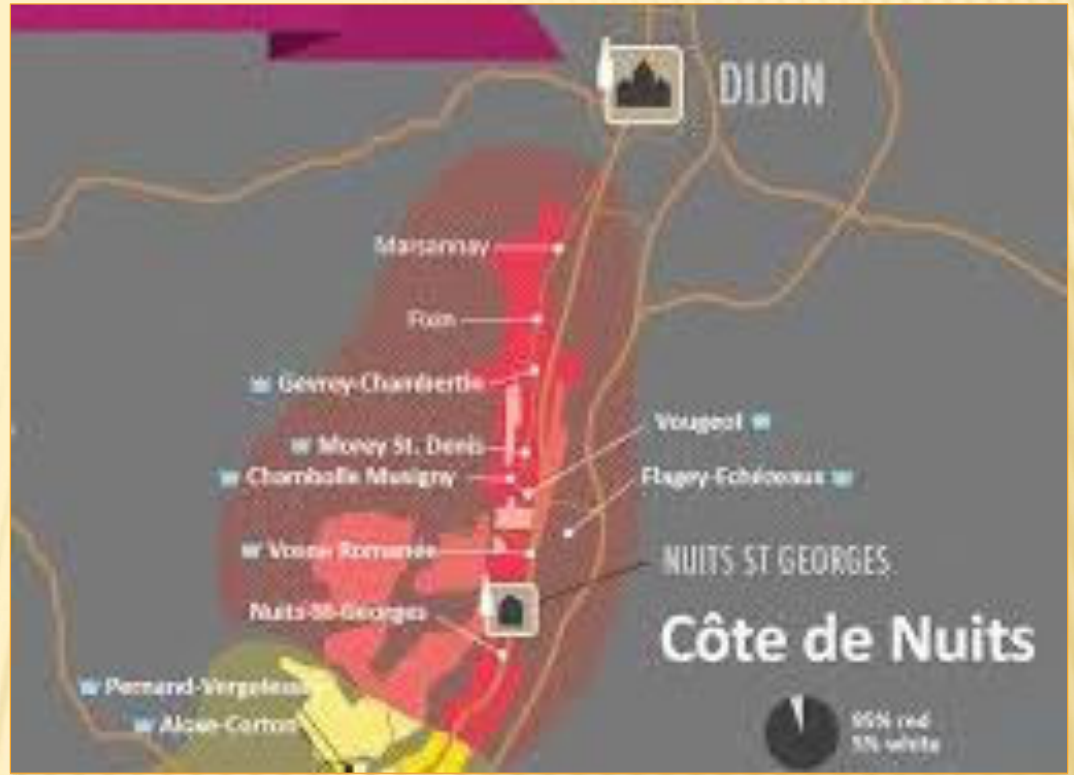 DIJON
Marsannay
Fixin
Gevrey-Chambertin
Morey St. Denis
Vougeot
Chambolle Musigny
Flagey-Echézeaux
Vosne Romanée
NUITS ST GEORGES
Nuits-St-Georges
Côte de Nuits
Pernand-Vergelesses
Aloxe-Corton
95% red
5% white